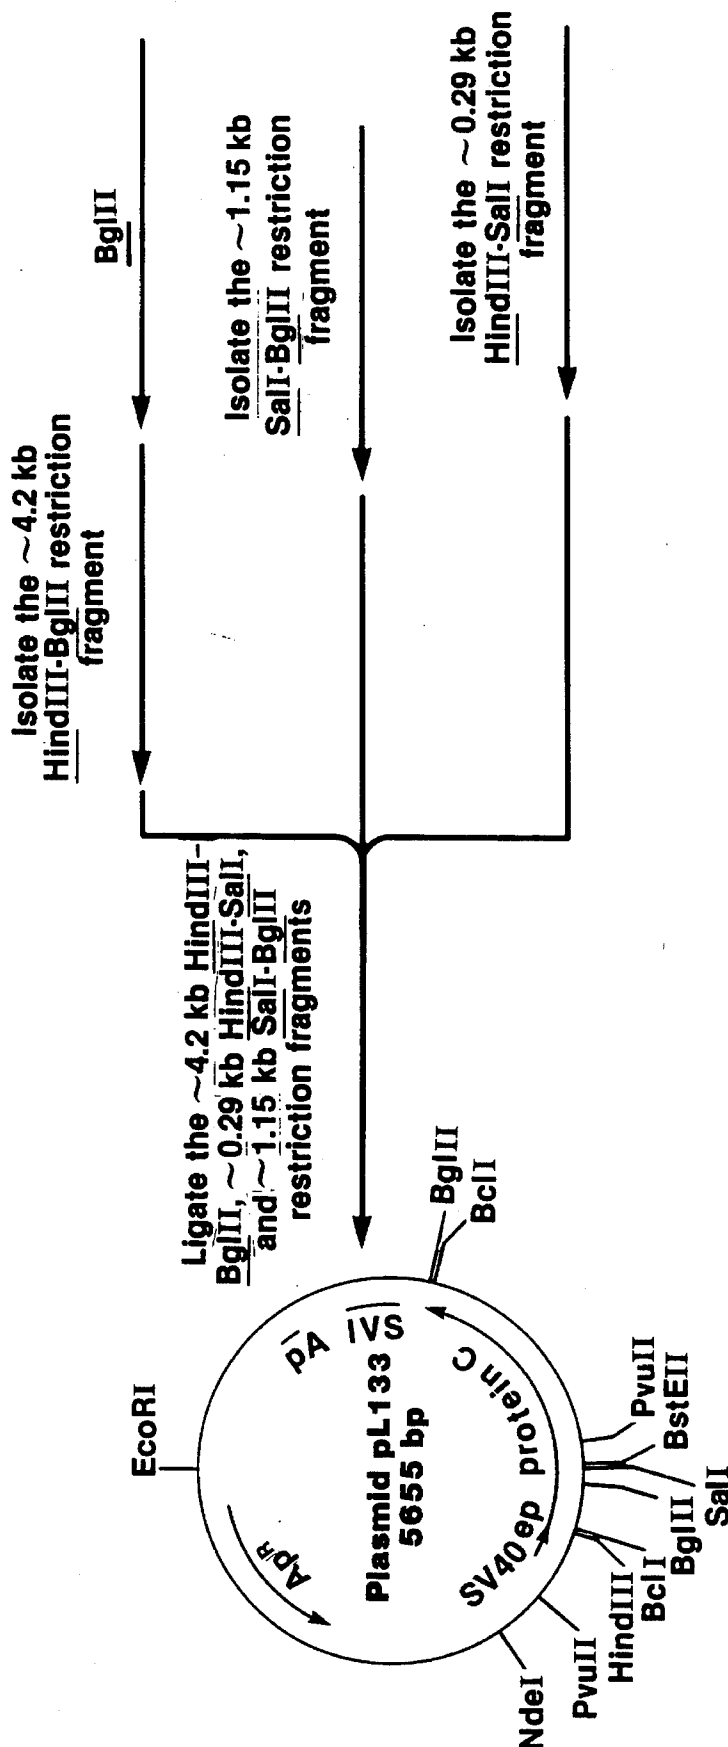 BglII
Isolate the ~4.2 kb
HindIII-BglII restriction
fragment
Isolate the ~1.15 kb
SalI-BglII restriction
fragment
Isolate the ~0.29 kb
HindIII-SalI restriction
fragment
Ligate the ~4.2 kb HindIII-
BglII, ~0.29 kb HindIII-SalI,
and ~1.15 kb SalI-BglII
restriction fragments
EcoRI
BglII
BclI
PvuII
BstEII
SalI
BglII
BclI
HindIII
PvuII
NdeI
ApR
pA
SVI
protein C
SV40 ep
Plasmid pL133
5655 bp